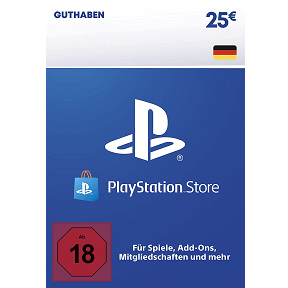 GUTHABEN
25€
®
PlayStation®Store
AB
18
Für Spiele, Add-Ons,
Mitgliedschaften und mehr